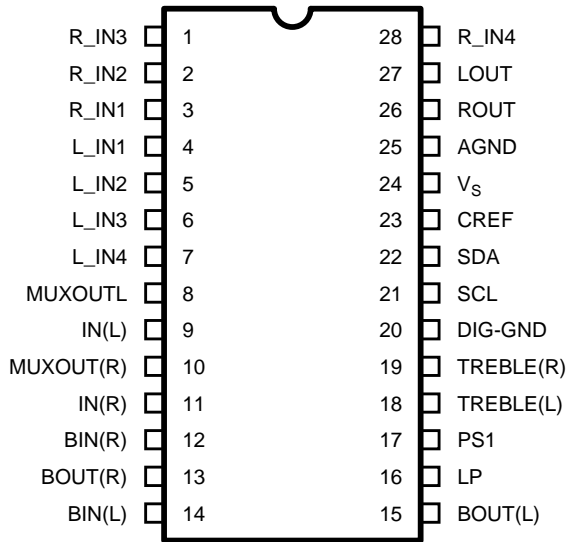 R_IN3 1 28 R_IN4
R_IN2 2 27 LOUT
R_IN1 3 26 ROUT
L_IN1 4 25 AGND
L_IN2 5 24 VS
L_IN3 6 23 CREF
L_IN4 7 22 SDA
MUXOUTL 8 21 SCL
IN(L) 9 20 DIG-GND
MUXOUT(R) 10 19 TREBLE(R)
IN(R) 11 18 TREBLE(L)
BIN(R) 12 17 PS1
BOUT(R) 13 16 LP
BIN(L) 14 15 BOUT(L)